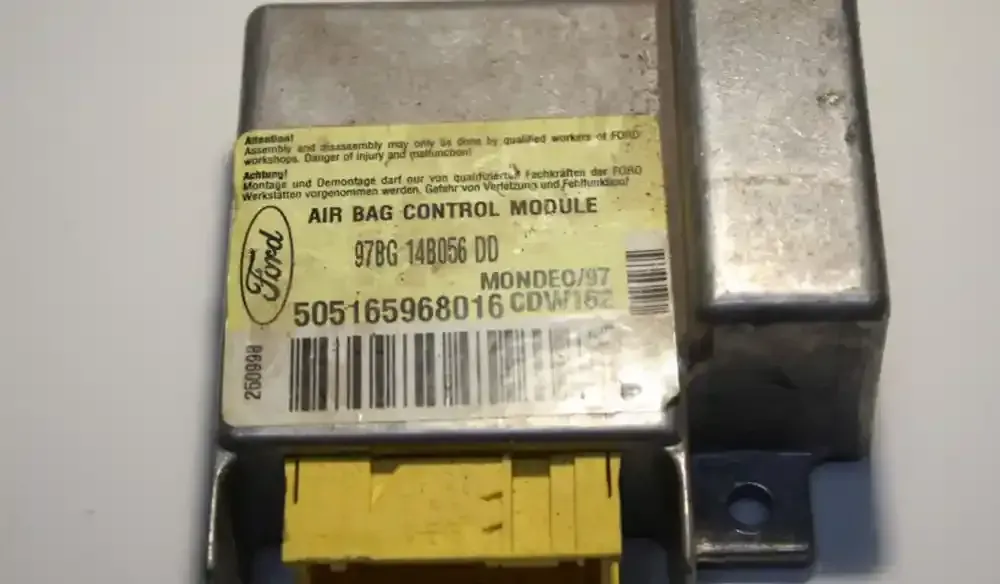 Attention!
Assembly and disassembly may only be done by qualified workers of FORD
workshops. Danger of injury and malfunction!
Achtung!
Montage und Demontage darf nur von qualifizierten Fachkräften der FORD
Werkstätten vorgenommen werden. Gefahr von Verletzung und Fehlfunktion!
AIR BAG CONTROL MODULE
Ford
97BG 14B056 DD
MONDEO/97
505165968016 CDW162
260998